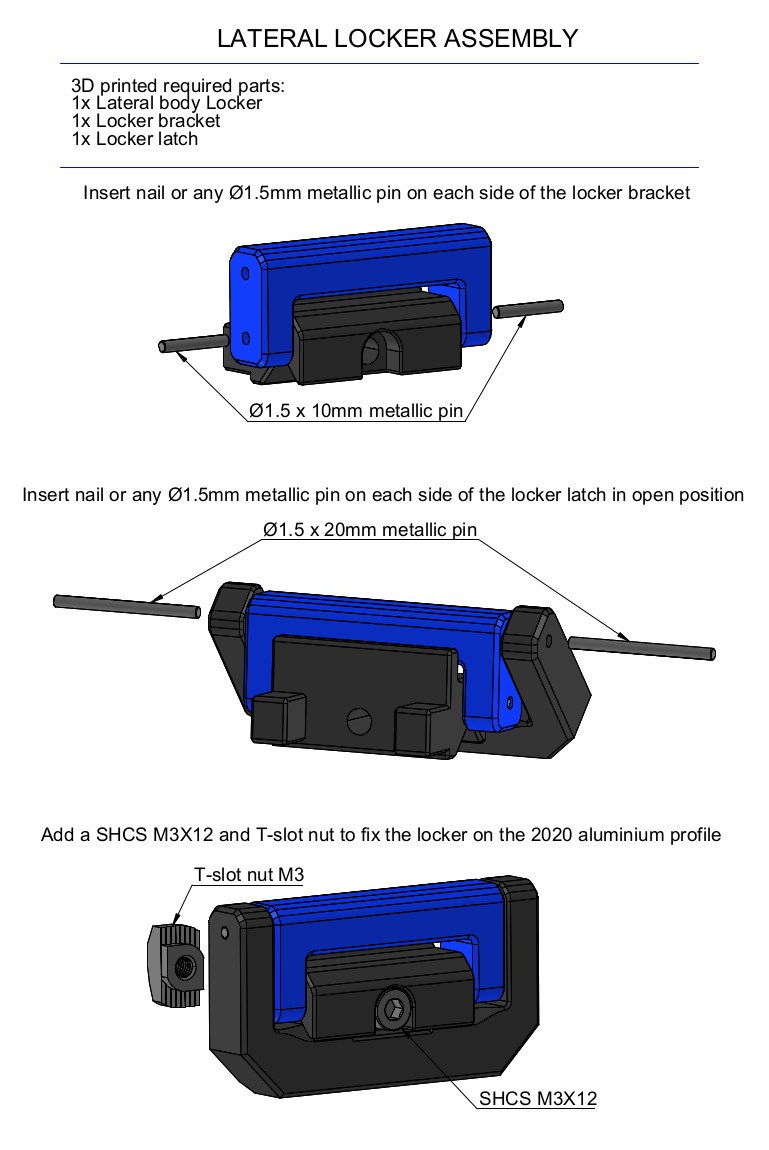 LATERAL LOCKER ASSEMBLY
3D printed required parts:
1x Lateral body Locker
1x Locker bracket
1x Locker latch
Insert nail or any Ø1.5mm metallic pin on each side of the locker bracket
Ø1.5 x 10mm metallic pin
Insert nail or any Ø1.5mm metallic pin on each side of the locker latch in open position
Ø1.5 x 20mm metallic pin
Add a SHCS M3X12 and T-slot nut to fix the locker on the 2020 aluminium profile
T-slot nut M3
SHCS M3X12